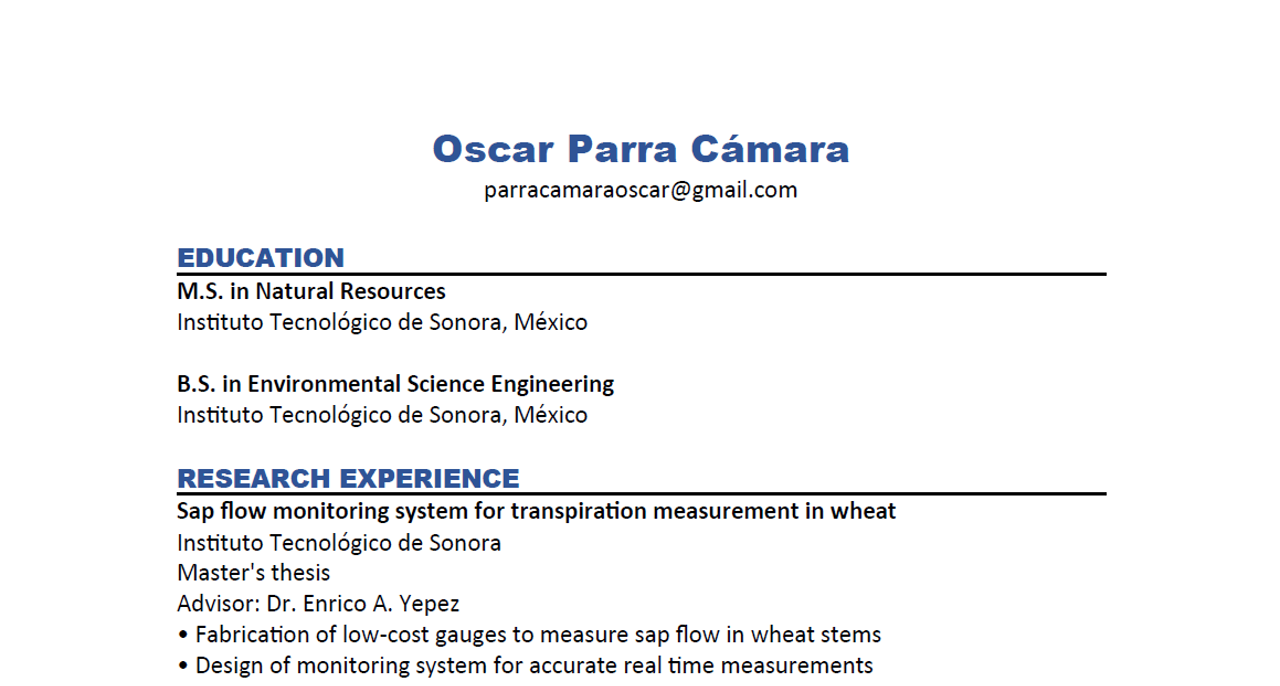 Oscar Parra Cámara
parracamaraoscar@gmail.com
EDUCATION
M.S. in Natural Resources
Instituto Tecnológico de Sonora, México
B.S. in Environmental Science Engineering
Instituto Tecnológico de Sonora, México
RESEARCH EXPERIENCE
Sap flow monitoring system for transpiration measurement in wheat
Instituto Tecnológico de Sonora
Master's thesis
Advisor: Dr. Enrico A. Yepez
• Fabrication of low-cost gauges to measure sap flow in wheat stems
• Design of monitoring system for accurate real time measurements